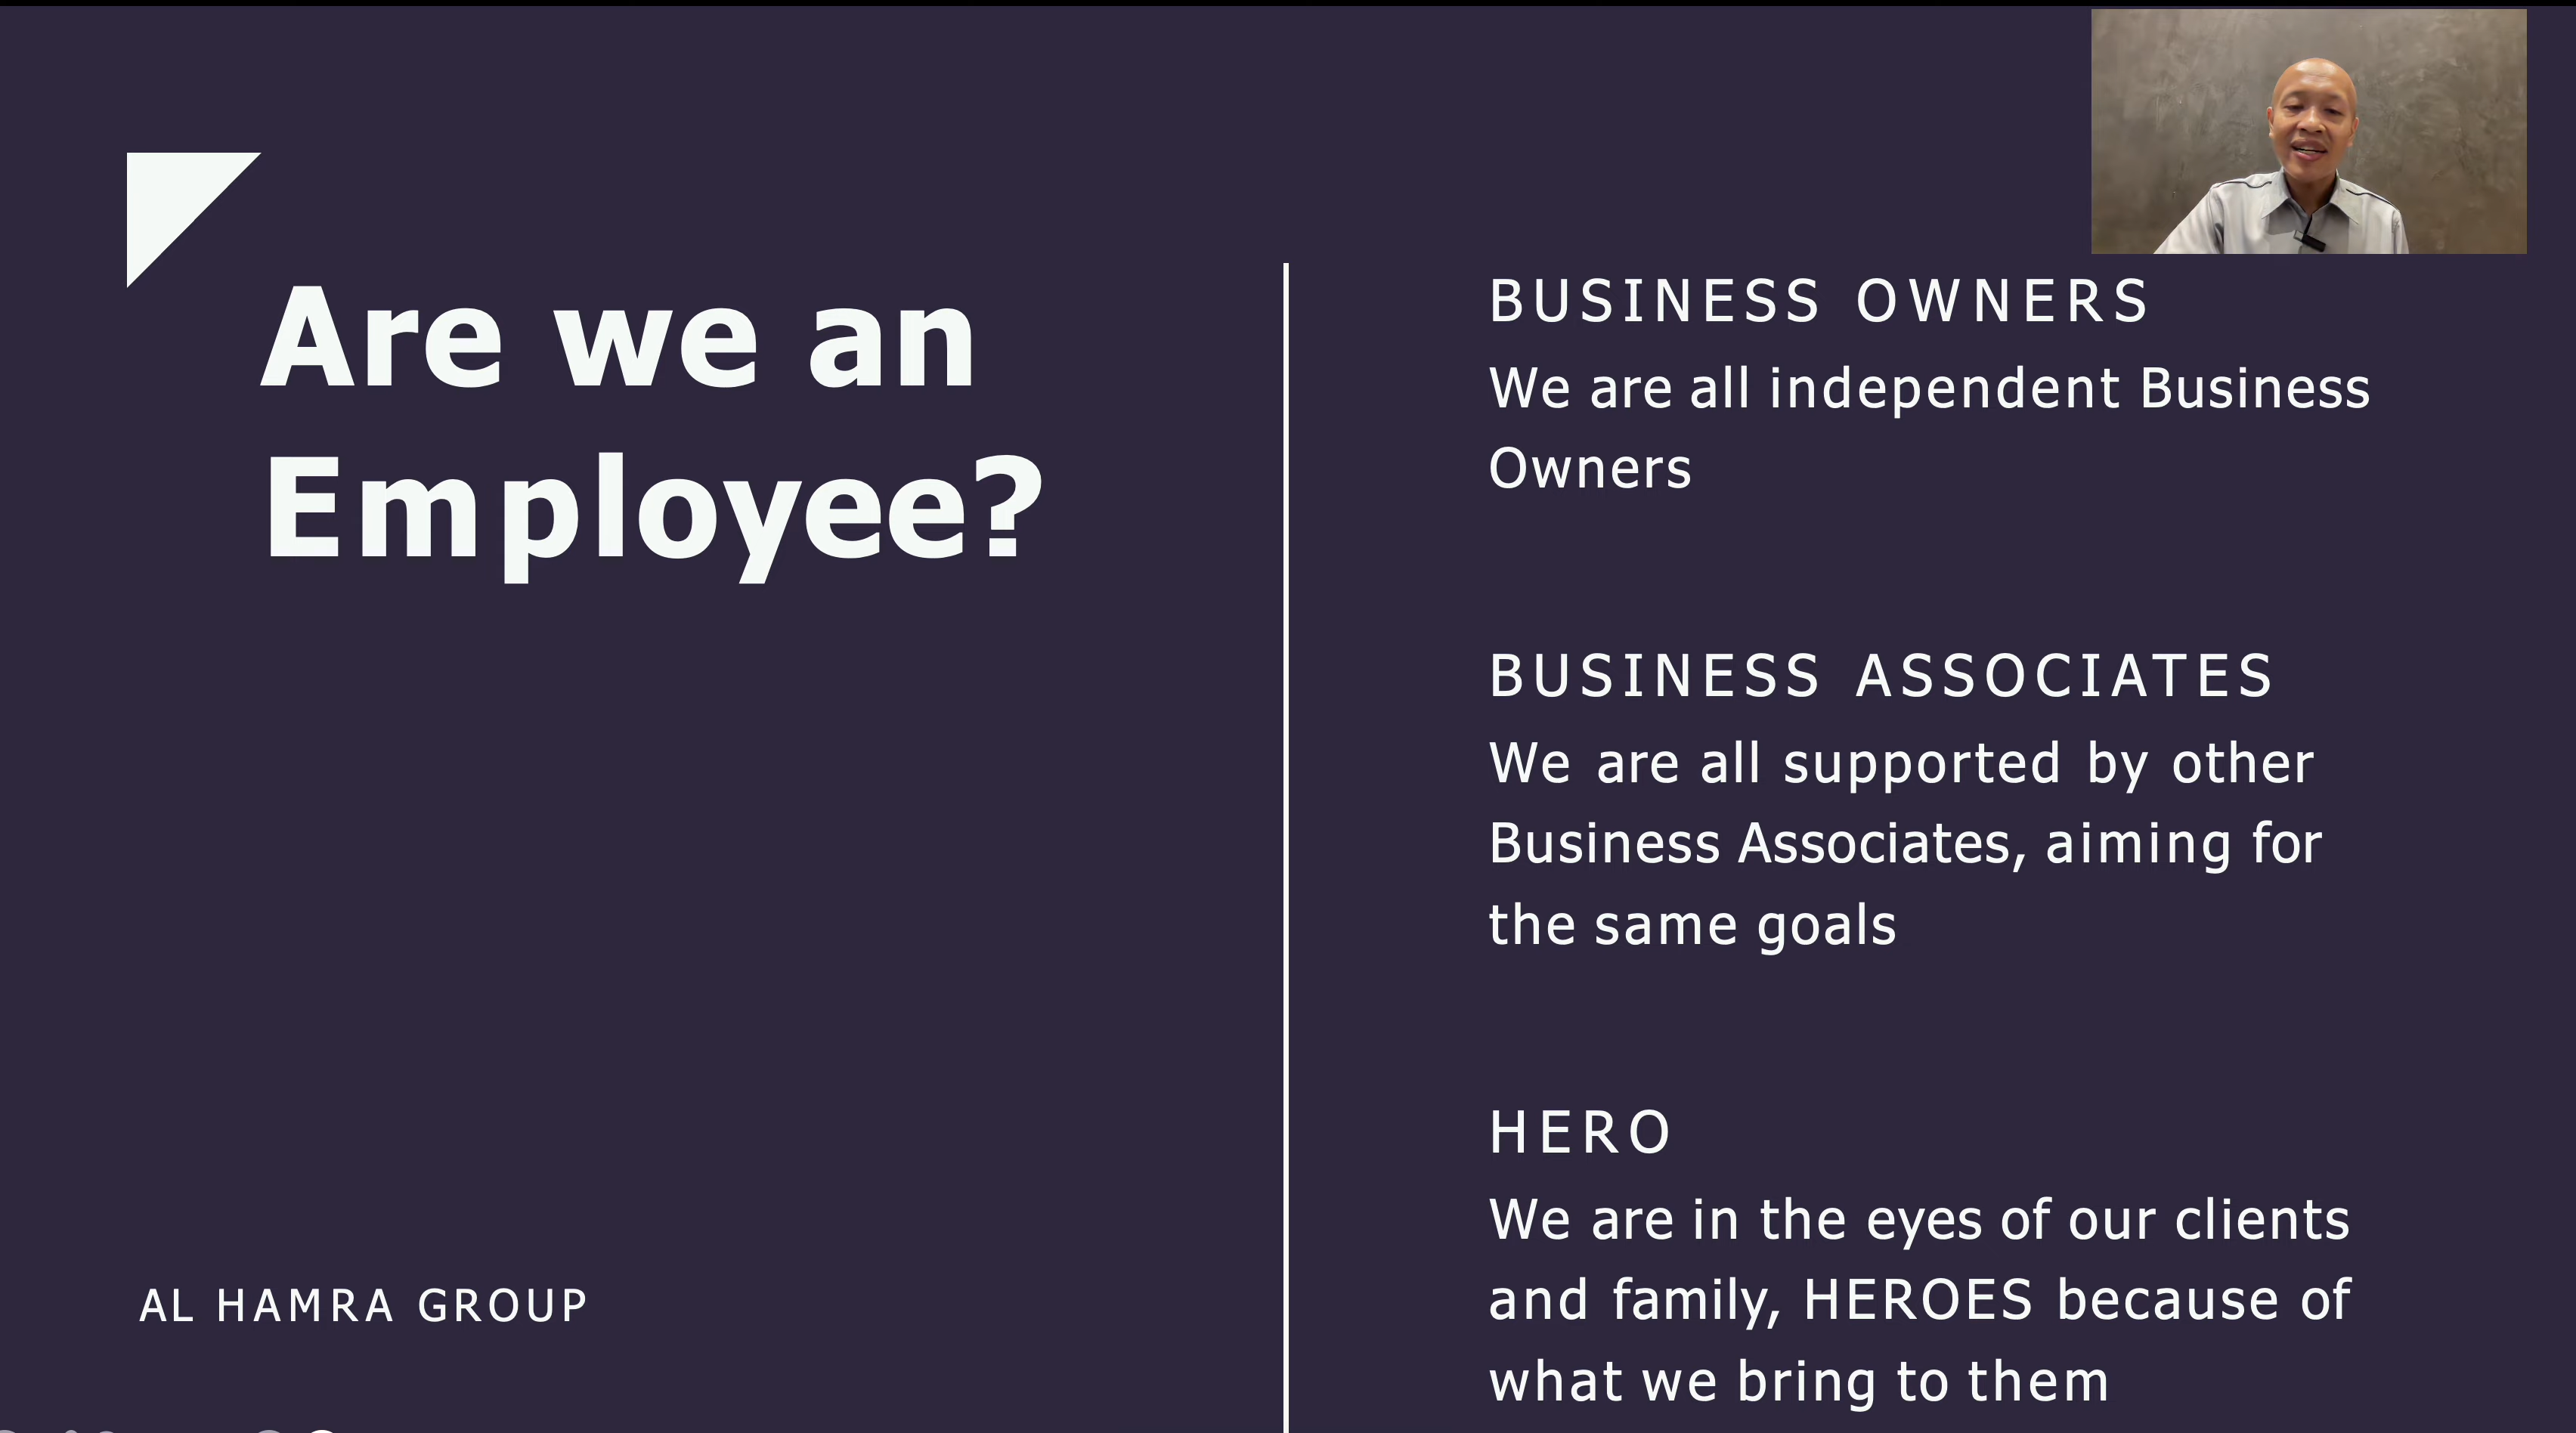 Are we an
Employee?
AL HAMRA GROUP
BUSINESS OWNERS
We are all independent Business
Owners
BUSINESS ASSOCIATES
We are all supported by other
Business Associates, aiming for
the same goals
HERO
We are in the eyes of our clients
and family, HEROES because of
what we bring to them